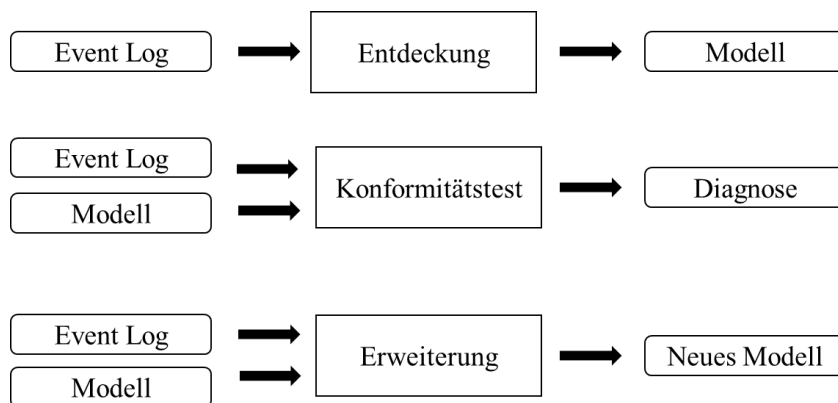 Event Log
Entdeckung
Modell
Event Log
Modell
Konformitätstest
Diagnose
Event Log
Modell
Erweiterung
Neues Modell